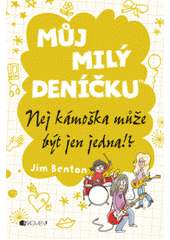 MŮJ
MILÝ
DENÍČKU
Nej kámoška může
být jen jedna!?
Jim Benton
FRAGMENT